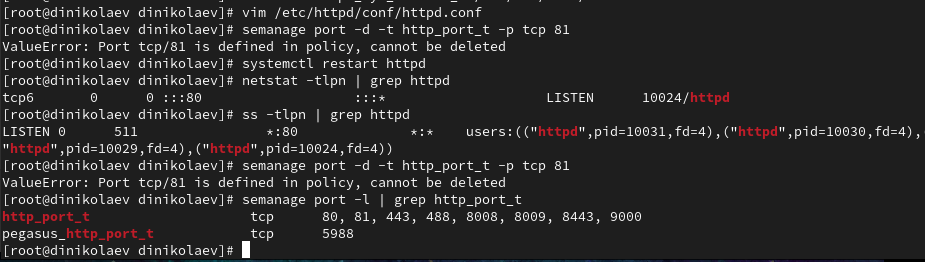 [root@dinikolaev dinikolaev]# vim /etc/httpd/conf/httpd.conf
[root@dinikolaev dinikolaev]# semanage port -d -t http_port_t -p tcp 81
ValueError: Port tcp/81 is defined in policy, cannot be deleted
[root@dinikolaev dinikolaev]# systemctl restart httpd
[root@dinikolaev dinikolaev]# netstat -tlpn | grep httpd
tcp6       0      0 :::80                   :::*                    LISTEN      10024/httpd
[root@dinikolaev dinikolaev]# ss -tlpn | grep httpd
LISTEN 0      511                *:80             *:*    users:(("httpd",pid=10031,fd=4),("httpd",pid=10030,fd=4),(
"httpd",pid=10029,fd=4),("httpd",pid=10024,fd=4))
[root@dinikolaev dinikolaev]# semanage port -d -t http_port_t -p tcp 81
ValueError: Port tcp/81 is defined in policy, cannot be deleted
[root@dinikolaev dinikolaev]# semanage port -l | grep http_port_t
http_port_t                    tcp      80, 81, 443, 488, 8008, 8009, 8443, 9000
pegasus_http_port_t            tcp      5988
[root@dinikolaev dinikolaev]#